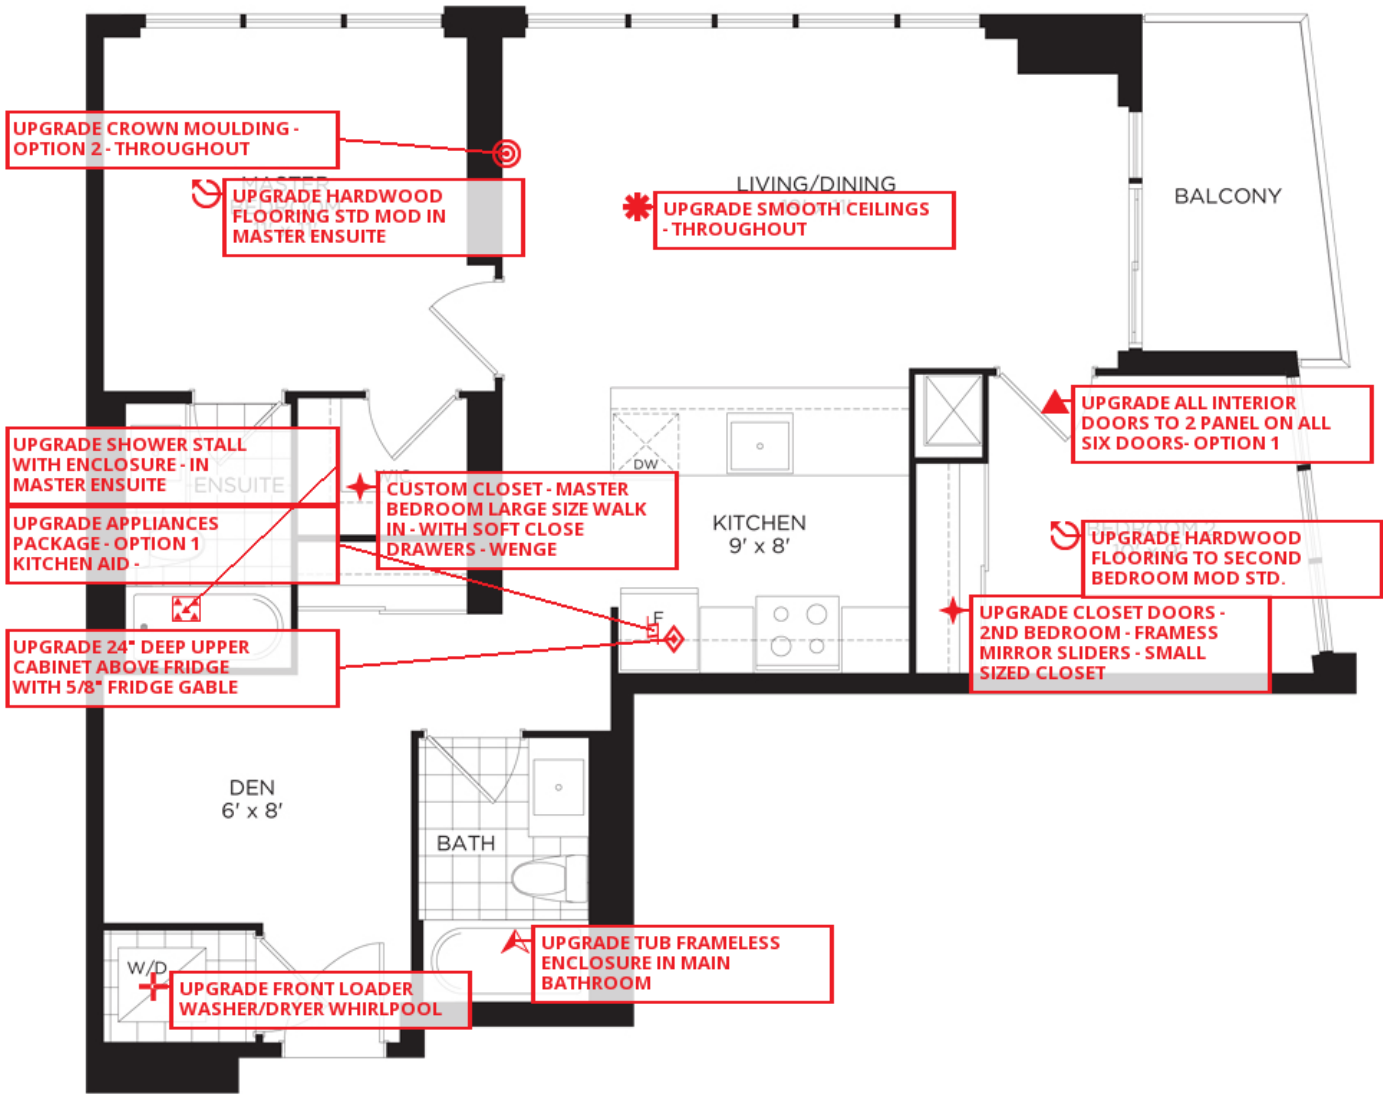 UPGRADE CROWN MOULDING -
OPTION 2 - THROUGHOUT
MASTER
BEDROOM
UPGRADE HARDWOOD
FLOORING STD MOD IN
MASTER ENSUITE
LIVING/DINING
UPGRADE SMOOTH CEILINGS
- THROUGHOUT
BALCONY
UPGRADE ALL INTERIOR
DOORS TO 2 PANEL ON ALL
SIX DOORS- OPTION 1
UPGRADE SHOWER STALL
WITH ENCLOSURE - IN
MASTER ENSUITE
ENSUITE
UPGRADE APPLIANCES
PACKAGE - OPTION 1
KITCHEN AID -
WIC
CUSTOM CLOSET - MASTER
BEDROOM LARGE SIZE WALK
IN - WITH SOFT CLOSE
DRAWERS - WENGE
DW
KITCHEN
9' x 8'
BEDROOM 2
UPGRADE HARDWOOD
FLOORING TO SECOND
BEDROOM MOD STD.
UPGRADE CLOSET DOORS -
2ND BEDROOM - FRAMESS
MIRROR SLIDERS - SMALL
SIZED CLOSET
F
UPGRADE 24" DEEP UPPER
CABINET ABOVE FRIDGE
WITH 5/8" FRIDGE GABLE
DEN
6' x 8'
BATH
UPGRADE TUB FRAMELESS
ENCLOSURE IN MAIN
BATHROOM
W/D
UPGRADE FRONT LOADER
WASHER/DRYER WHIRLPOOL